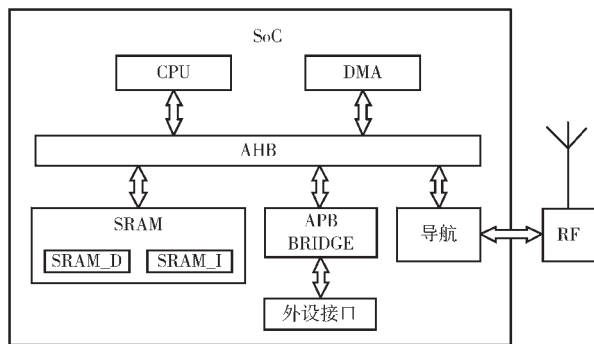 SoC
CPU
DMA
AHB
SRAM
SRAM_D
SRAM_I
APB
BRIDGE
导航
RF
外设接口